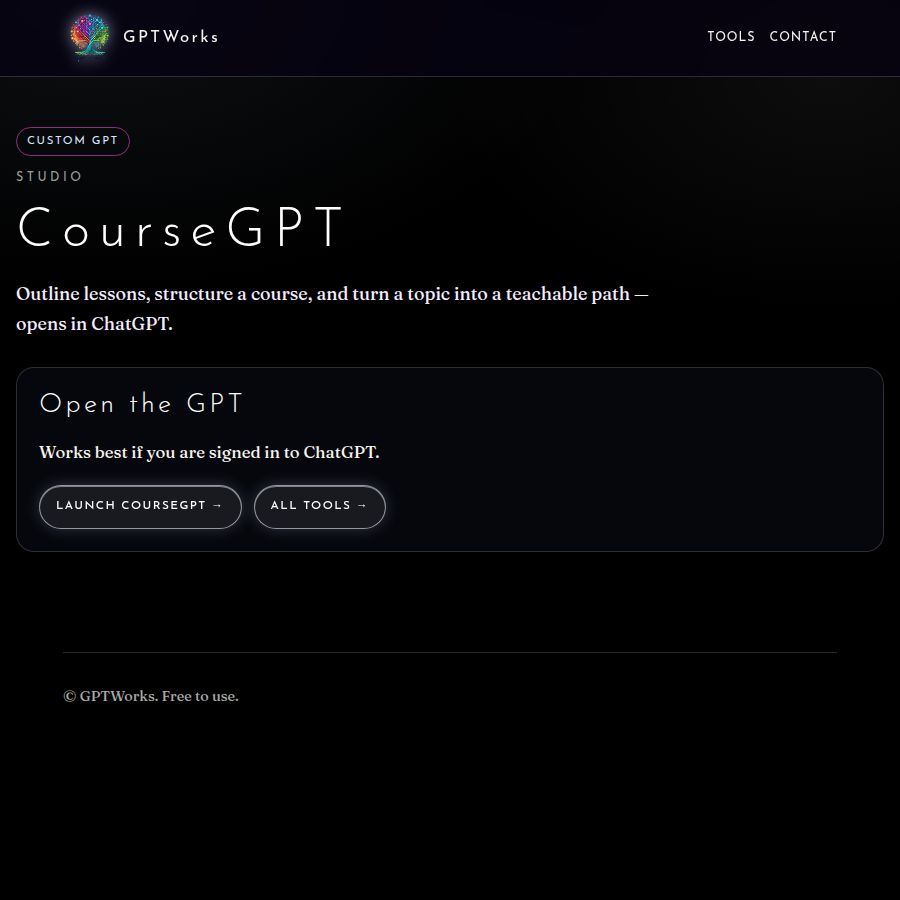 GPTWorks
TOOLS CONTACT
CUSTOM GPT
STUDIO
CourseGPT
Outline lessons, structure a course, and turn a topic into a teachable path —
opens in ChatGPT.
Open the GPT
Works best if you are signed in to ChatGPT.
LAUNCH COURSEGPT → ALL TOOLS →
© GPTWorks. Free to use.